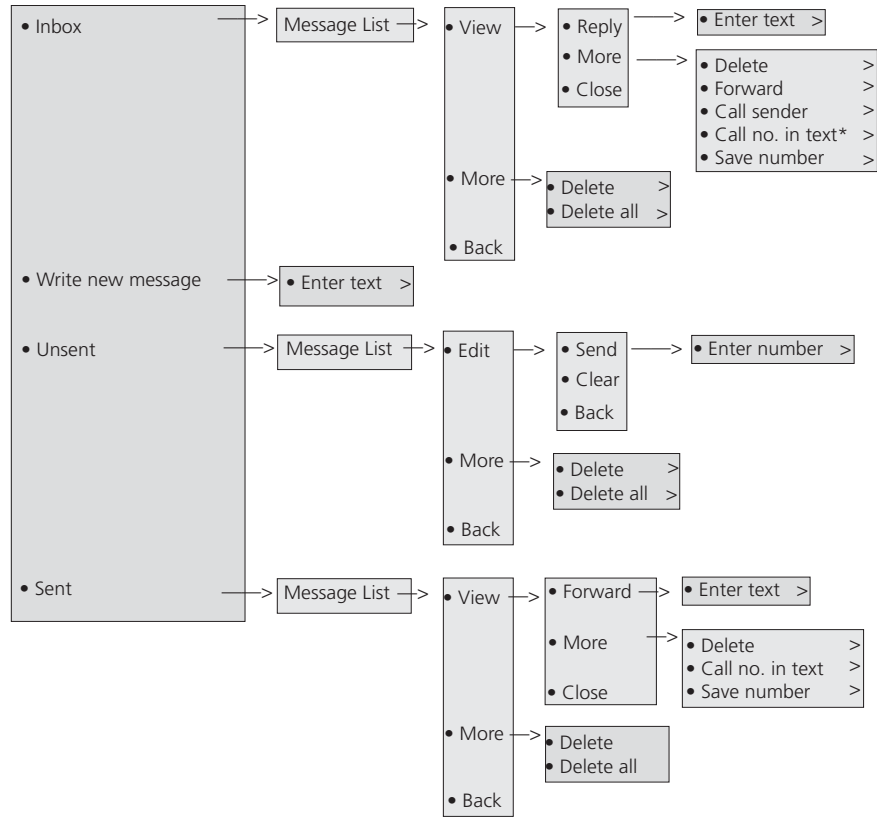 • Inbox
Message List
• View
• Reply
• More
• Close
• Enter text >
• Delete >
• Forward >
• Call sender >
• Call no. in text* >
• Save number >
• More
• Delete >
• Delete all >
• Back
• Write new message
• Enter text >
• Unsent
Message List
• Edit
• Send
• Clear
• Back
• Enter number >
• More
• Delete >
• Delete all >
• Back
• Sent
Message List
• View
• Forward
• More
• Close
• Enter text >
• Delete >
• Call no. in text >
• Save number >
• More
• Delete
• Delete all
• Back